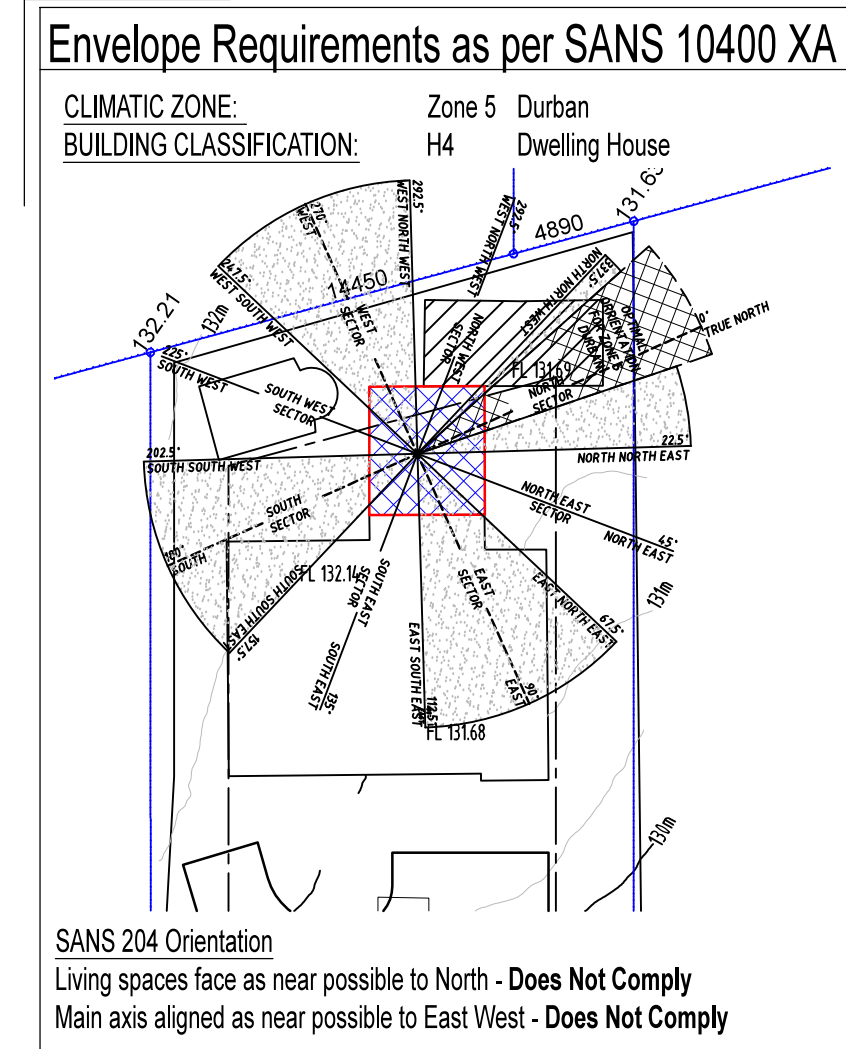 Envelope Requirements as per SANS 10400 XA
CLIMATIC ZONE: Zone 5 Durban
BUILDING CLASSIFICATION: H4 Dwelling House
292.5°
WEST NORTH WEST
270°
WEST
WEST SECTOR
247.5°
WEST SOUTH WEST
14450
4890
131.6
132.21
132m
292.5°
WEST NORTH WEST
NORTH WEST SECTOR
337.5°
NORTH NORTH WEST
OPTIMAL
FOR ZONE 5
DURBAN
0°
TRUE NORTH
FL 131.69
NORTH SECTOR
225°
SOUTH WEST
SOUTH WEST SECTOR
22.5°
NORTH NORTH EAST
202.5°
SOUTH SOUTH WEST
NORTH EAST SECTOR
45°
NORTH EAST
SOUTH SECTOR
180°
SOUTH
FL 132.14
SOUTH EAST SECTOR
EAST SECTOR
67.5°
EAST NORTH EAST
131m
157.5°
SOUTH SOUTH EAST
SOUTH EAST
135°
EAST SOUTH EAST
112.5°
90°
EAST
FL 131.68
130m
SANS 204 Orientation
Living spaces face as near possible to North - Does Not Comply
Main axis aligned as near possible to East West - Does Not Comply